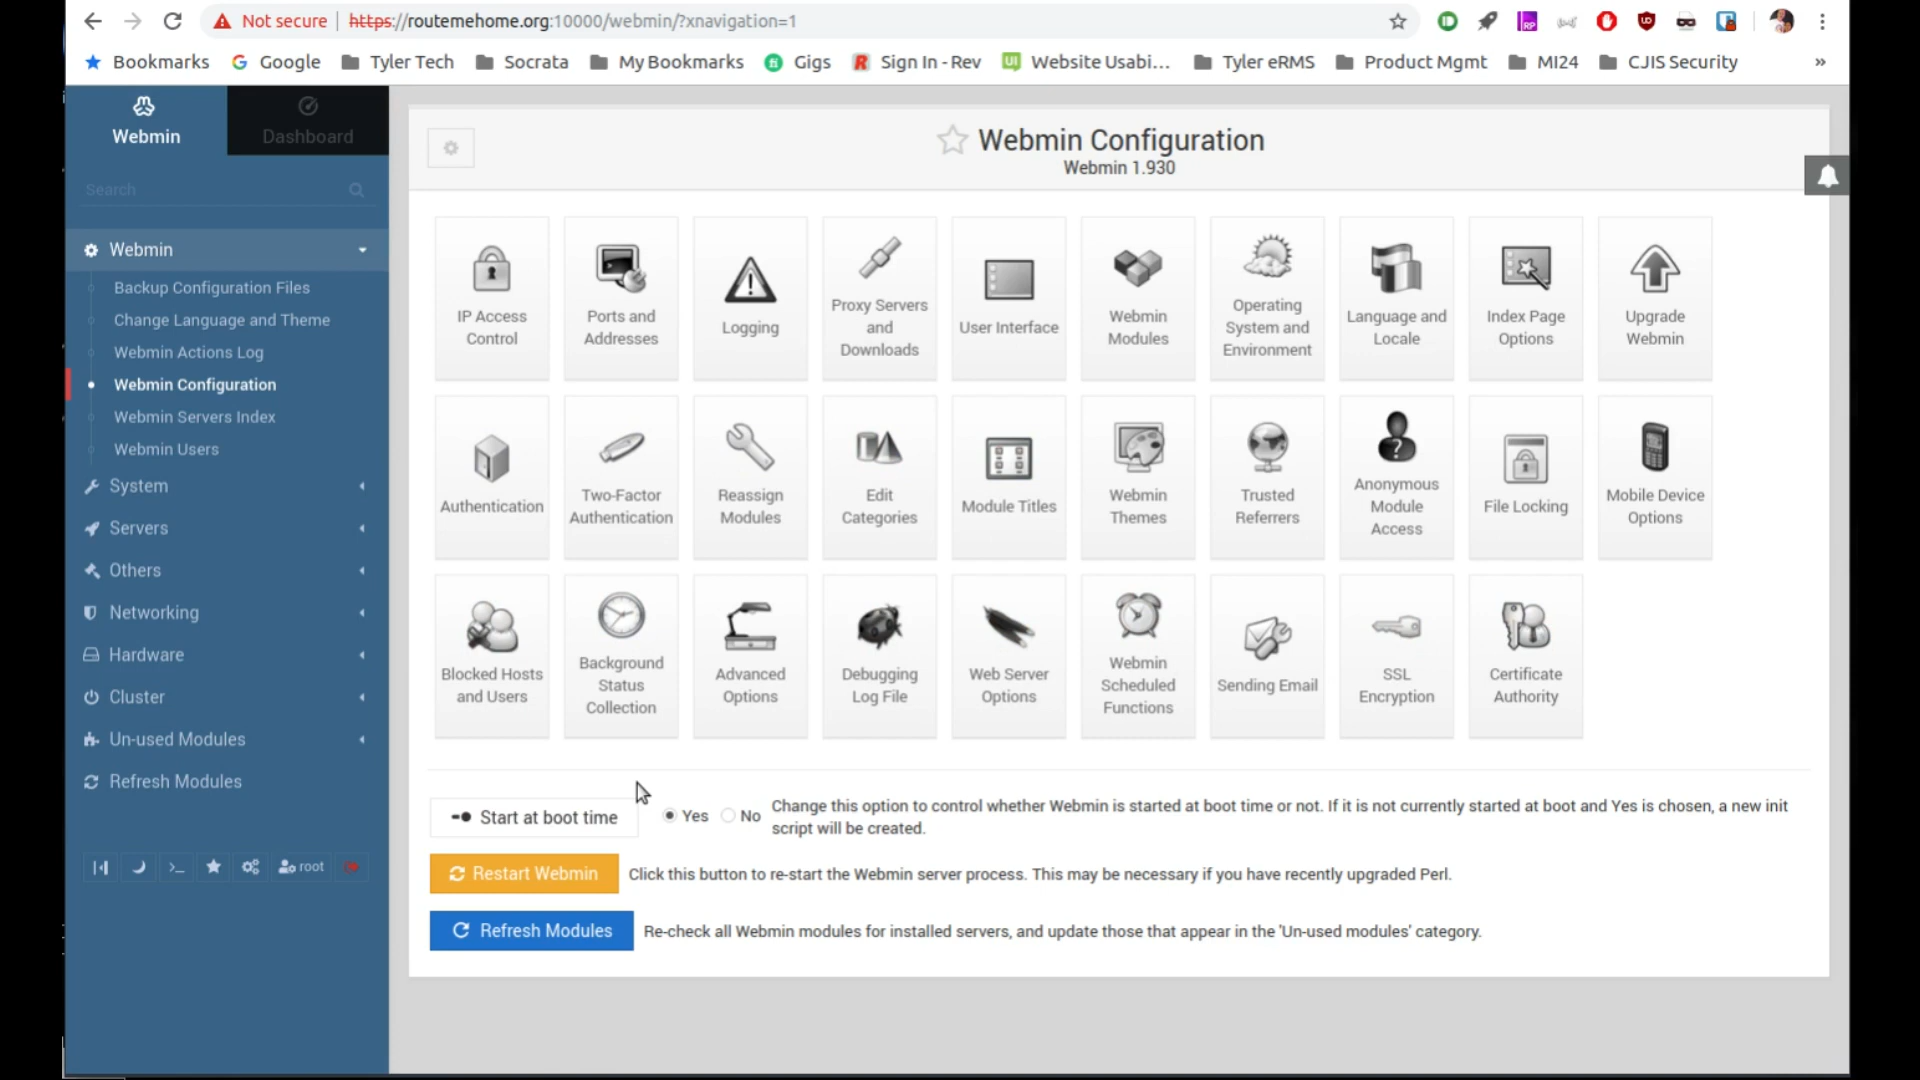 Not secure https://routemehome.org:10000/webmin/?xnavigation=1
Bookmarks Google Tyler Tech Socrata My Bookmarks Gigs Sign In - Rev Website Usabi... Tyler eRMS Product Mgmt MI24 CJIS Security »
Webmin
Dashboard
Search
Webmin
Backup Configuration Files
Change Language and Theme
Webmin Actions Log
Webmin Configuration
Webmin Servers Index
Webmin Users
System
Servers
Others
Networking
Hardware
Cluster
Un-used Modules
Refresh Modules
root
Webmin Configuration
Webmin 1.930
IP Access
Control
Ports and
Addresses
Logging
Proxy Servers
and
Downloads
User Interface
Webmin
Modules
Operating
System and
Environment
Language and
Locale
Index Page
Options
Upgrade
Webmin
Authentication
Two-Factor
Authentication
Reassign
Modules
Edit
Categories
Module Titles
Webmin
Themes
Trusted
Referrers
Anonymous
Module
Access
File Locking
Mobile Device
Options
Blocked Hosts
and Users
Background
Status
Collection
Advanced
Options
Debugging
Log File
Web Server
Options
Webmin
Scheduled
Functions
Sending Email
SSL
Encryption
Certificate
Authority
Start at boot time
Yes No
Change this option to control whether Webmin is started at boot time or not. If it is not currently started at boot and Yes is chosen, a new init
script will be created.
Restart Webmin
Click this button to re-start the Webmin server process. This may be necessary if you have recently upgraded Perl.
Refresh Modules
Re-check all Webmin modules for installed servers, and update those that appear in the 'Un-used modules' category.